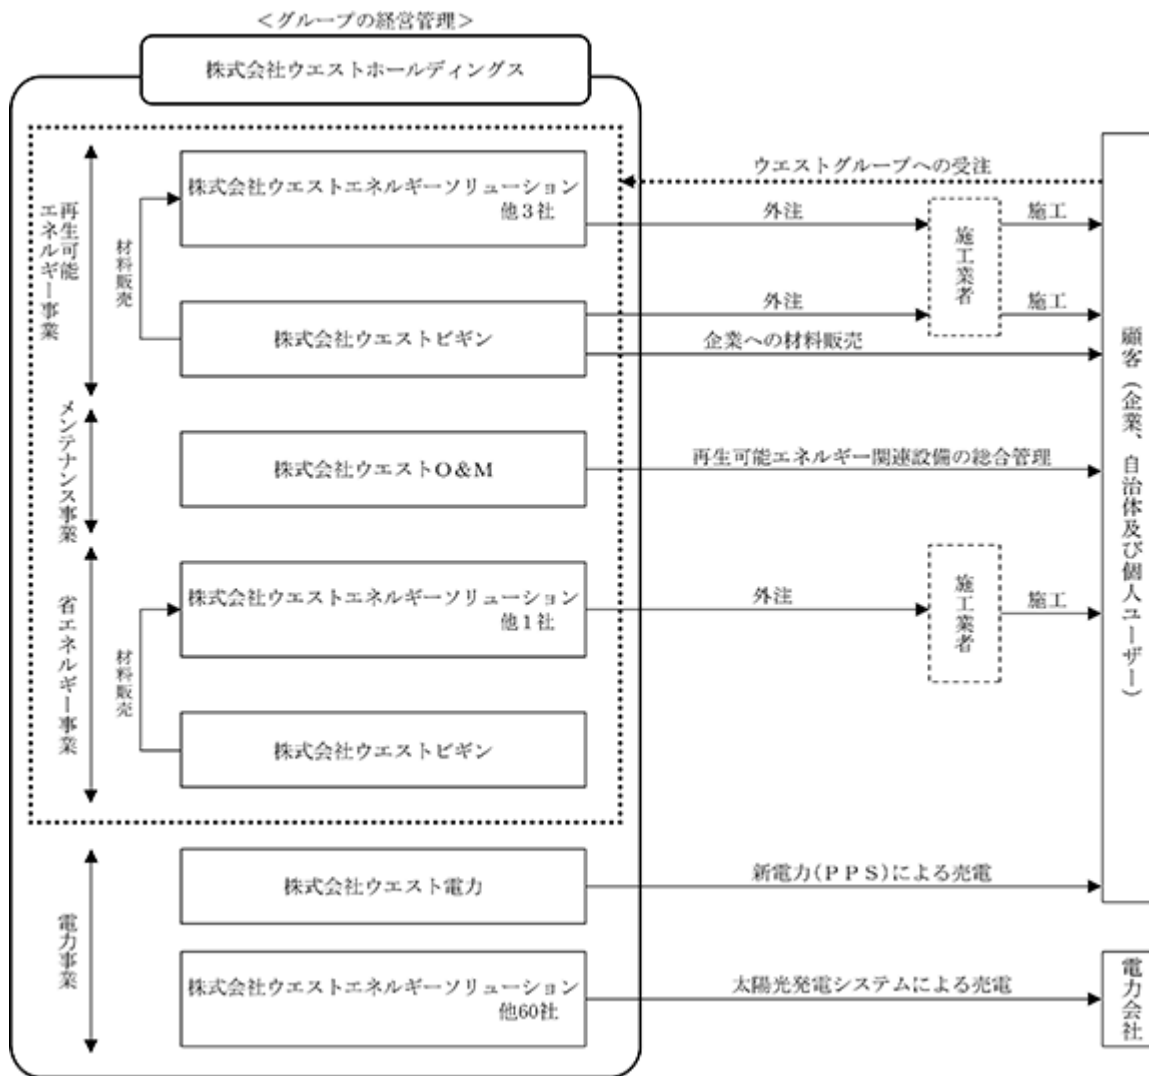 ＜グループの経営管理＞
株式会社ウエストホールディングス
再生可能
エネルギー事業
材料販売
株式会社ウエストエネルギーソリューション
他３社
株式会社ウエストビギン
ウエストグループへの受注
外注
施工業者
施工
外注
施工
企業への材料販売
メンテナンス事業
株式会社ウエストＯ＆Ｍ
再生可能エネルギー関連設備の総合管理
省エネルギー事業
材料販売
株式会社ウエストエネルギーソリューション
他１社
外注
施工業者
施工
株式会社ウエストビギン
顧客（企業、自治体及び個人ユーザー）
電力事業
株式会社ウエスト電力
新電力(ＰＰＳ)による売電
株式会社ウエストエネルギーソリューション
他60社
太陽光発電システムによる売電
電力会社